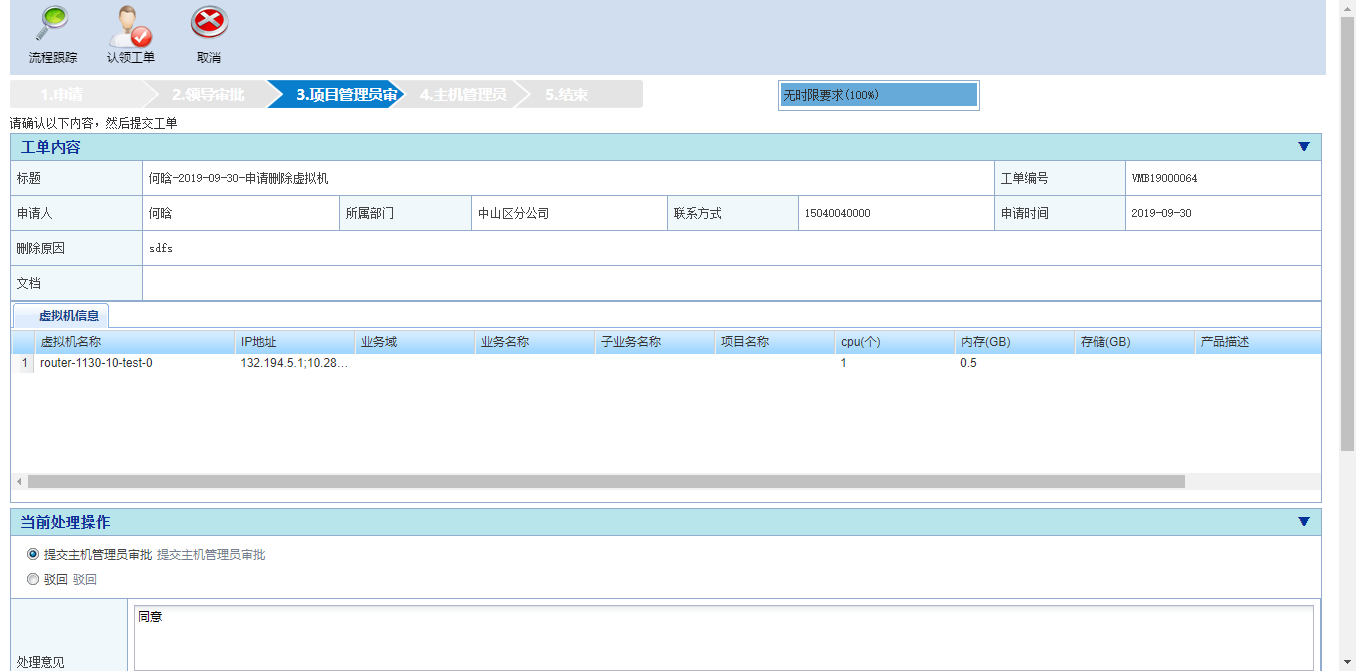 流程跟踪 认领工单 取消
1.申请 2.领导审批 3.项目管理员审 4.主机管理员 5.结束 无时限要求(100%)
请确认以下内容，然后提交工单
工单内容
标题 何晗-2019-09-30-申请删除虚拟机 工单编号 VMB19000064
申请人 何晗 所属部门 中山区分公司 联系方式 15040040000 申请时间 2019-09-30
删除原因 sdfs
文档
虚拟机信息
虚拟机名称 IP地址 业务域 业务名称 子业务名称 项目名称 cpu(个) 内存(GB) 存储(GB) 产品描述
1 router-1130-10-test-0 132.194.5.1;10.28... 1 0.5
当前处理操作
提交主机管理员审批 提交主机管理员审批
驳回 驳回
同意
处理意见